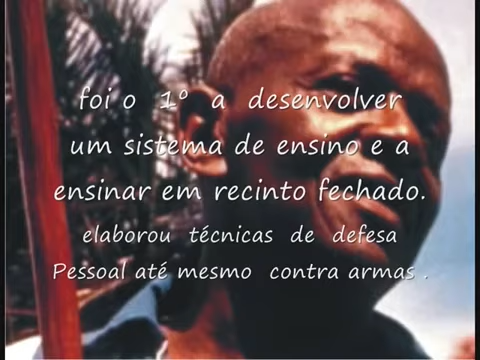 foi o 1º a desenvolver
um sistema de ensino e a
ensinar em recinto fechado.
elaborou técnicas de defesa
Pessoal até mesmo contra armas .